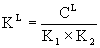 K^L = C^L / (K_1 × K_2)